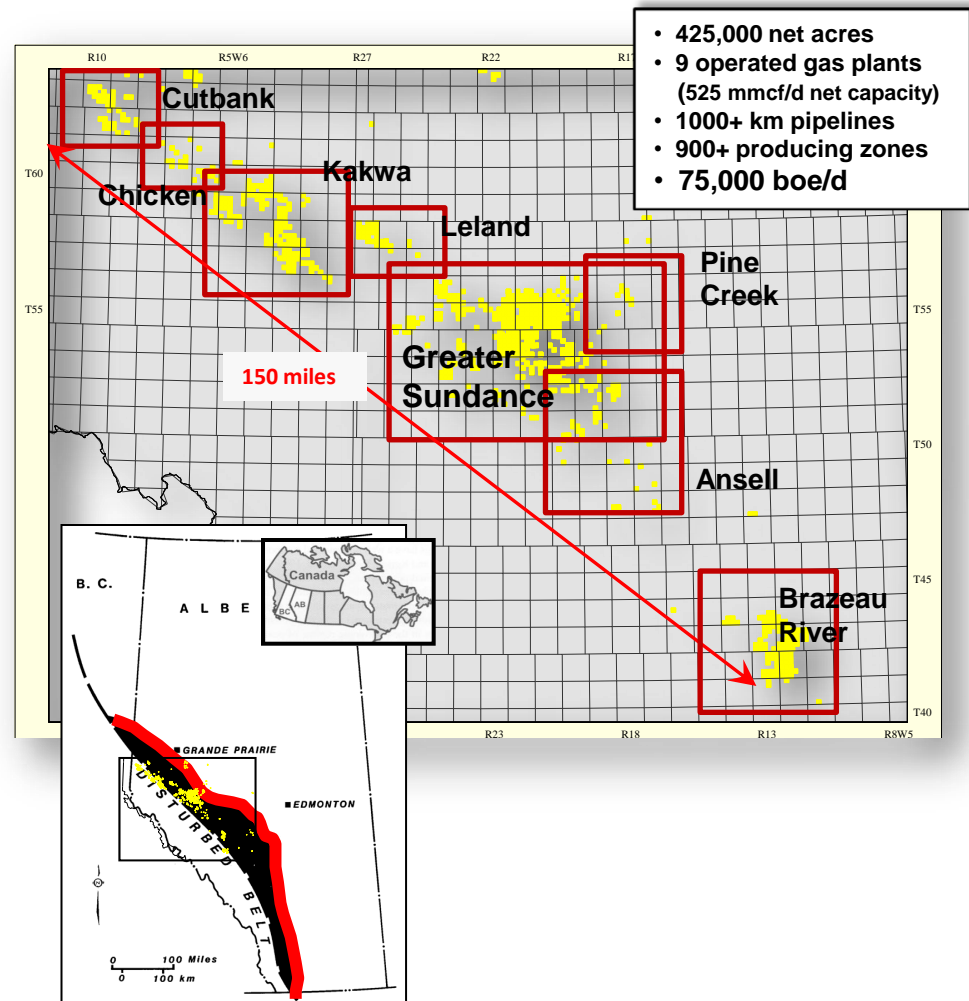 • 425,000 net acres
• 9 operated gas plants
(525 mmcf/d net capacity)
• 1000+ km pipelines
• 900+ producing zones
• 75,000 boe/d
R10
R5W6
R27
R22
R17
Cutbank
T60
Kakwa
Chicken
Leland
Pine
Creek
T55
T55
Greater
Sundance
150 miles
T50
Ansell
T45
Brazeau
River
T40
R23
R18
R13
R8W5
Canada
BC
AB
B. C.
A L B E
GRANDE PRAIRIE
EDMONTON
DISTURBED BELT
0 100 Miles
0 100 km